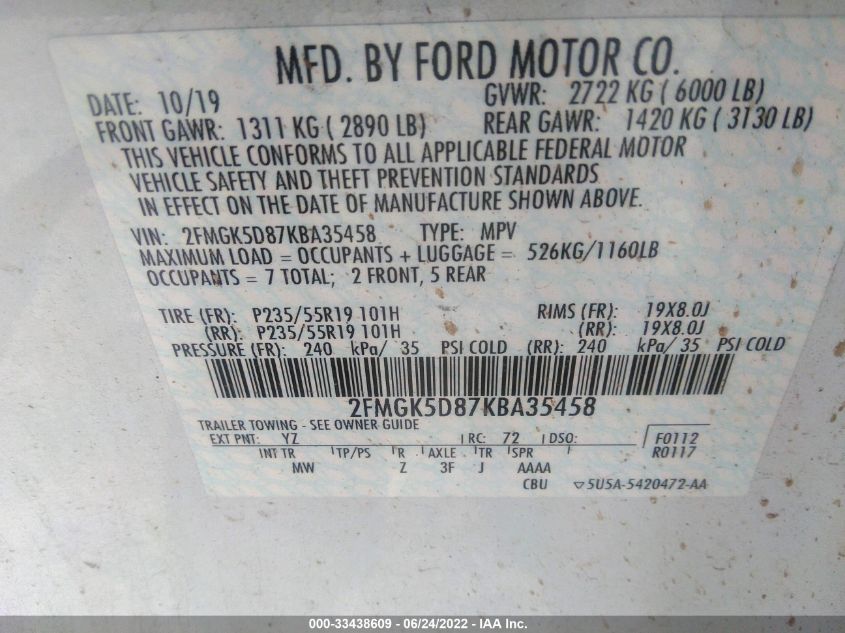 MFD. BY FORD MOTOR CO.
DATE: 10/19 GVWR: 2722 KG ( 6000 LB)
FRONT GAWR: 1311 KG ( 2890 LB) REAR GAWR: 1420 KG ( 3130 LB)
THIS VEHICLE CONFORMS TO ALL APPLICABLE FEDERAL MOTOR
VEHICLE SAFETY AND THEFT PREVENTION STANDARDS
IN EFFECT ON THE DATE OF MANUFACTURE SHOWN ABOVE.
VIN: 2FMGK5D87KBA35458 TYPE: MPV
MAXIMUM LOAD = OCCUPANTS + LUGGAGE = 526KG/1160LB
OCCUPANTS = 7 TOTAL; 2 FRONT, 5 REAR
TIRE (FR): P235/55R19 101H RIMS (FR): 19X8.0J
(RR): P235/55R19 101H (RR): 19X8.0J
PRESSURE (FR): 240 kPa/ 35 PSI COLD (RR): 240 kPa/ 35 PSI COLD
2FMGK5D87KBA35458
TRAILER TOWING - SEE OWNER GUIDE
EXT PNT: YZ RC: 72 DSO: F0112
INT TR TP/PS R AXLE TR SPR R0117
MW Z 3F J AAAA
CBU ▽5U5A-5420472-AA
000-33438609 - 06/24/2022 - IAA Inc.